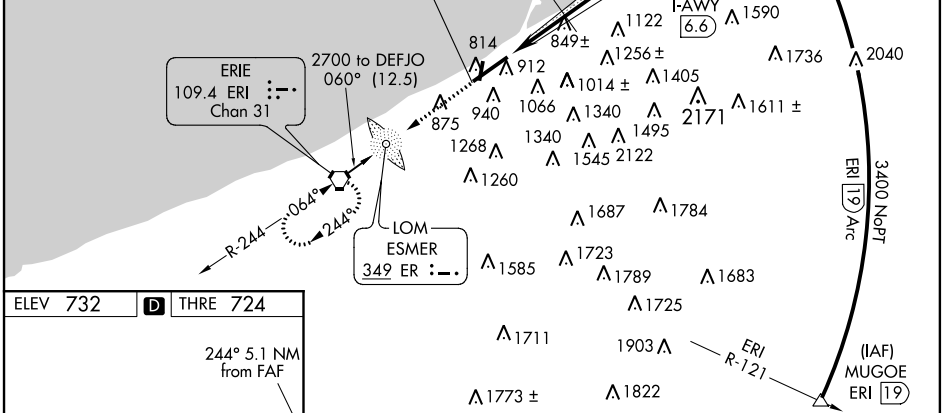 I-AWY
6.6
1590
1122
849±
1256 ±
1736
2040
814
912
2700 to DEFJO
060° (12.5)
ERIE
109.4 ERI
Chan 31
1014 ±
1405
875
940
1066
1340
1495
2171
1611 ±
1268
1340
1545
2122
1260
3400 NoPT
ERI 19 Arc
R-244
064°
244°
LOM
ESMER
349 ER
1687
1784
1585
1723
1789
1683
1725
ELEV 732
D
THRE 724
1711
1903
ERI
R-121
(IAF)
MUGOE
ERI 19
244° 5.1 NM
from FAF
1773 ±
1822